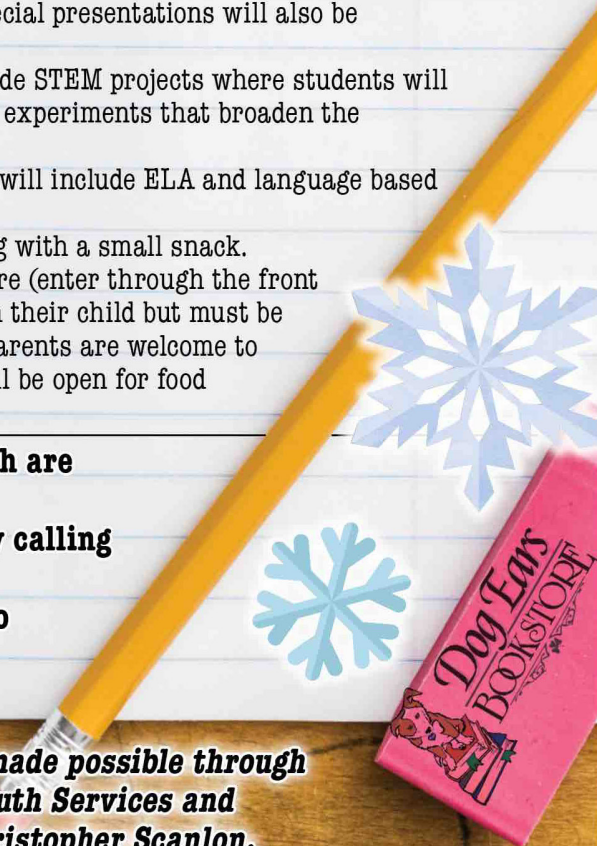 ecial presentations will also be
de STEM projects where students will
experiments that broaden the
will include ELA and language based
g with a small snack.
re (enter through the front
their child but must be
arents are welcome to
ll be open for food
h are
y calling
o
made possible through
uth Services and
ristopher Scanlon.
Dog Ears
BOOKSTORE